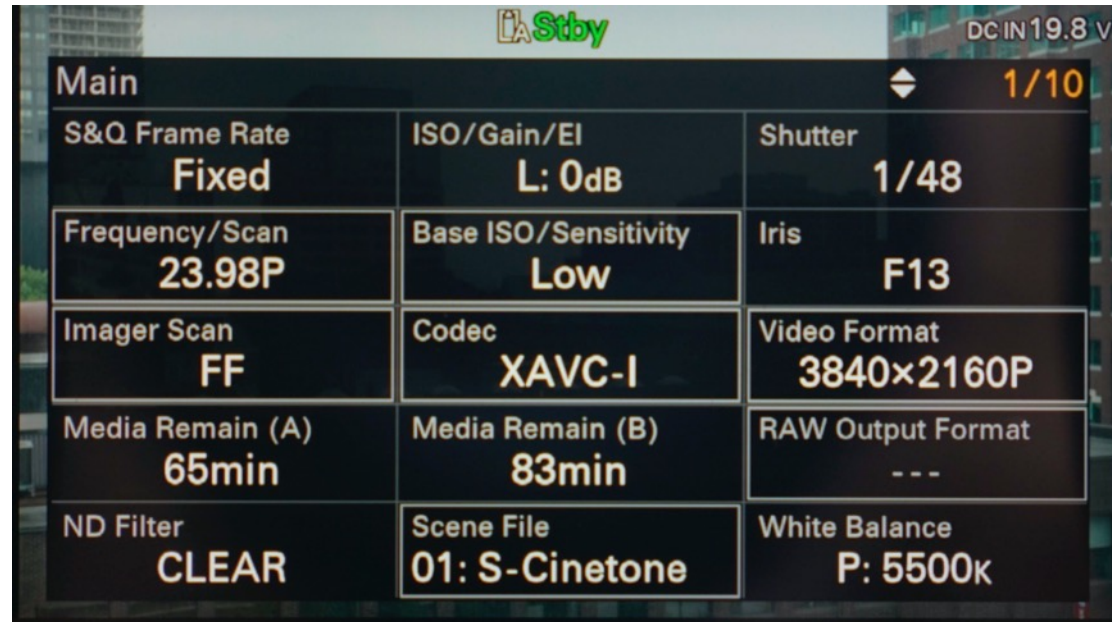 A Stby
DC IN 19.8 V
Main 1/10
S&Q Frame Rate ISO/Gain/EI Shutter
Fixed L: 0dB 1/48
Frequency/Scan Base ISO/Sensitivity Iris
23.98P Low F13
Imager Scan Codec Video Format
FF XAVC-I 3840×2160P
Media Remain (A) Media Remain (B) RAW Output Format
65min 83min ---
ND Filter Scene File White Balance
CLEAR 01: S-Cinetone P: 5500K